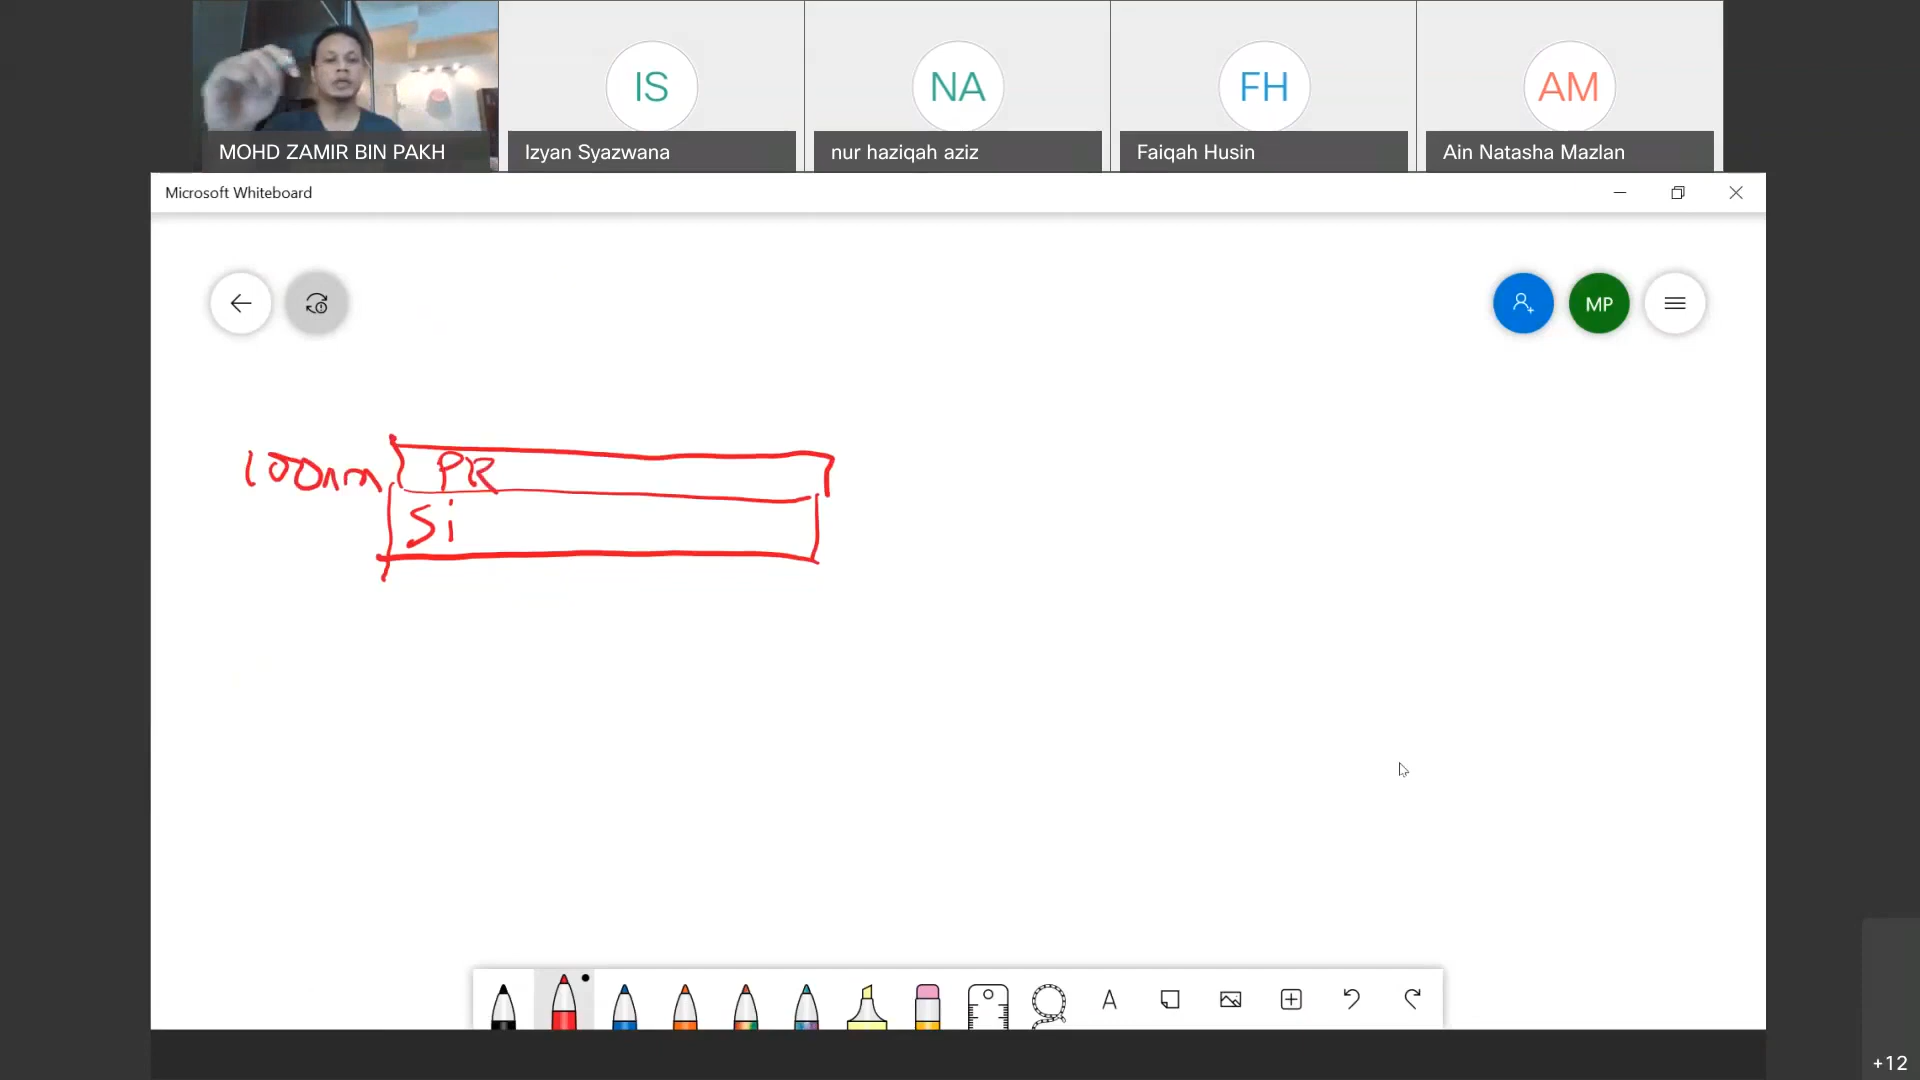 IS
NA
FH
AM
MOHD ZAMIR BIN PAKH
Izyan Syazwana
nur haziqah aziz
Faiqah Husin
Ain Natasha Mazlan
Microsoft Whiteboard
MP
100nm
PR
Si
A
+12